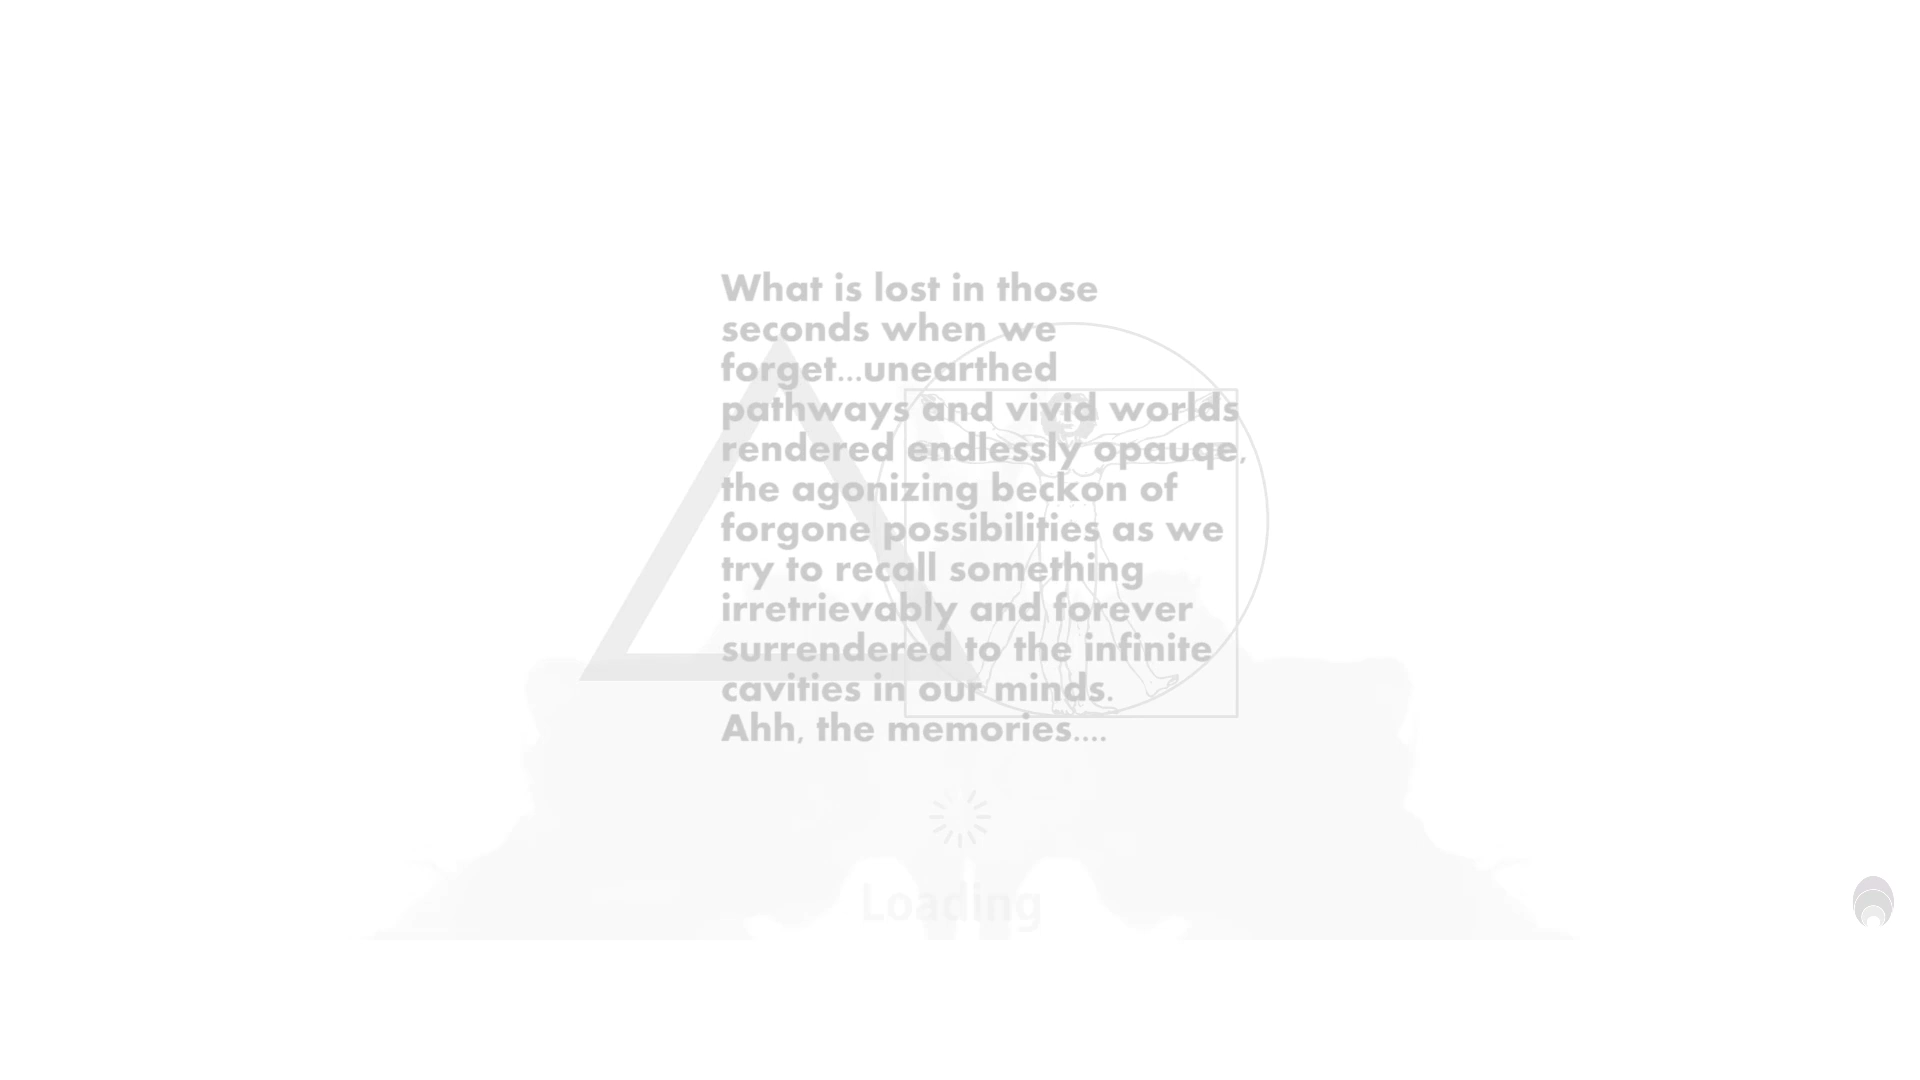 What is lost in those
seconds when we
forget...unearthed
pathways and vivid worlds
rendered endlessly opauqe,
the agonizing beckon of
forgone possibilities as we
try to recall something
irretrievably and forever
surrendered to the infinite
cavities in our minds.
Ahh, the memories....
Loading